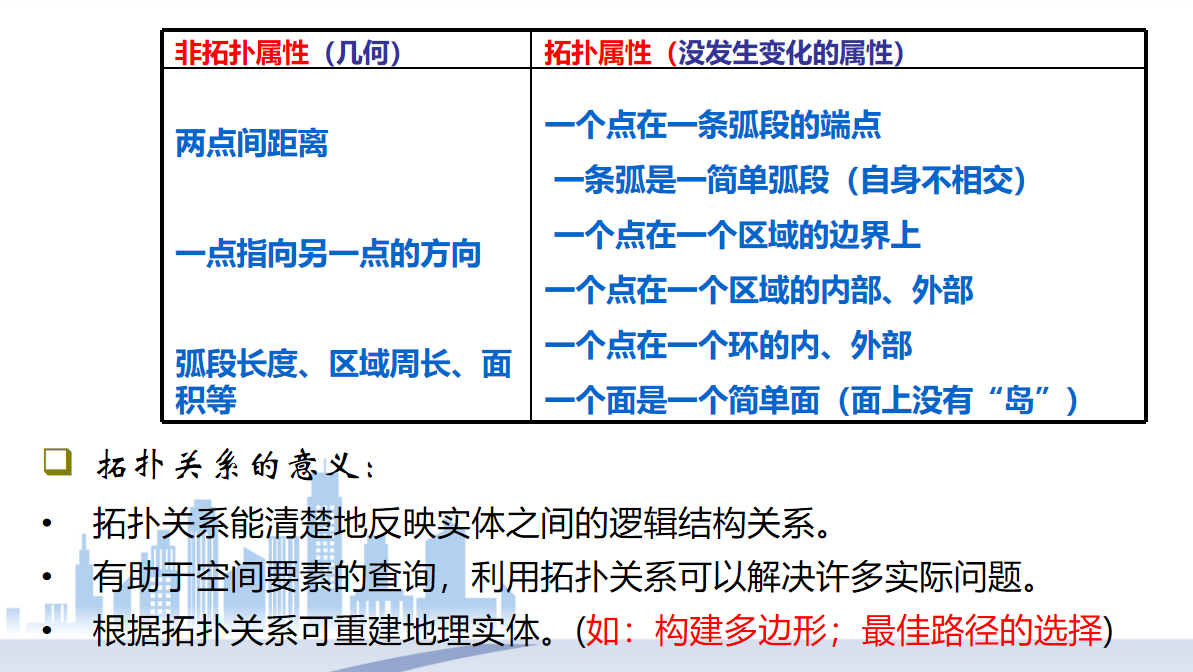 非拓扑属性（几何）
拓扑属性（没发生变化的属性）
两点间距离
一点指向另一点的方向
弧段长度、区域周长、面
积等
一个点在一条弧段的端点
一条弧是一简单弧段（自身不相交）
一个点在一个区域的边界上
一个点在一个区域的内部、外部
一个点在一个环的内、外部
一个面是一个简单面（面上没有“岛”）
拓扑关系的意义：
• 拓扑关系能清楚地反映实体之间的逻辑结构关系。
• 有助于空间要素的查询，利用拓扑关系可以解决许多实际问题。
• 根据拓扑关系可重建地理实体。(如：构建多边形；最佳路径的选择)